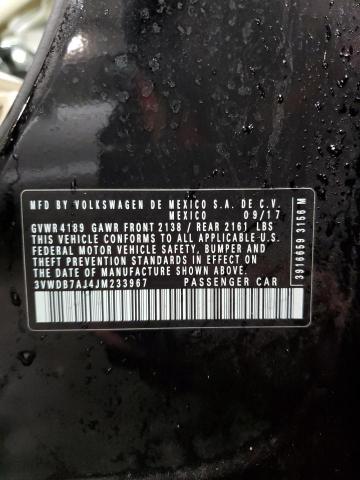 MFD BY VOLKSWAGEN DE MEXICO S.A. DE C.V.
MEXICO 09/17
GVWR 4189 GAWR FRONT 2138 / REAR 2161 LBS
THIS VEHICLE CONFORMS TO ALL APPLICABLE U.S.
FEDERAL MOTOR VEHICLE SAFETY, BUMPER, AND
THEFT PREVENTION STANDARDS IN EFFECT ON
THE DATE OF MANUFACTURE SHOWN ABOVE.
3VWDB7AJ4JM233967 PASSENGER CAR
3916659 3156 M